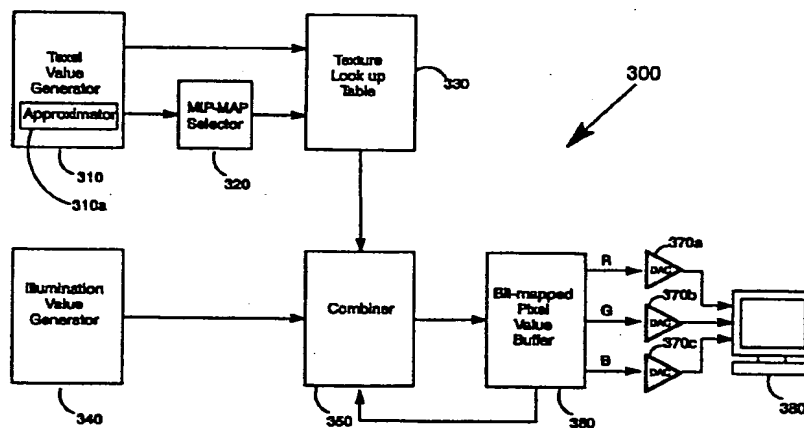 Texel
Value
Generator
Approximator
310
310a
MIP-MAP
Selector
320
Texture
Look up
Table
330
300
Illumination
Value
Generator
340
Combiner
350
Bit-mapped
Pixel
Value
Buffer
380
R
G
B
370a
DAC
370b
DAC
370c
DAC
380